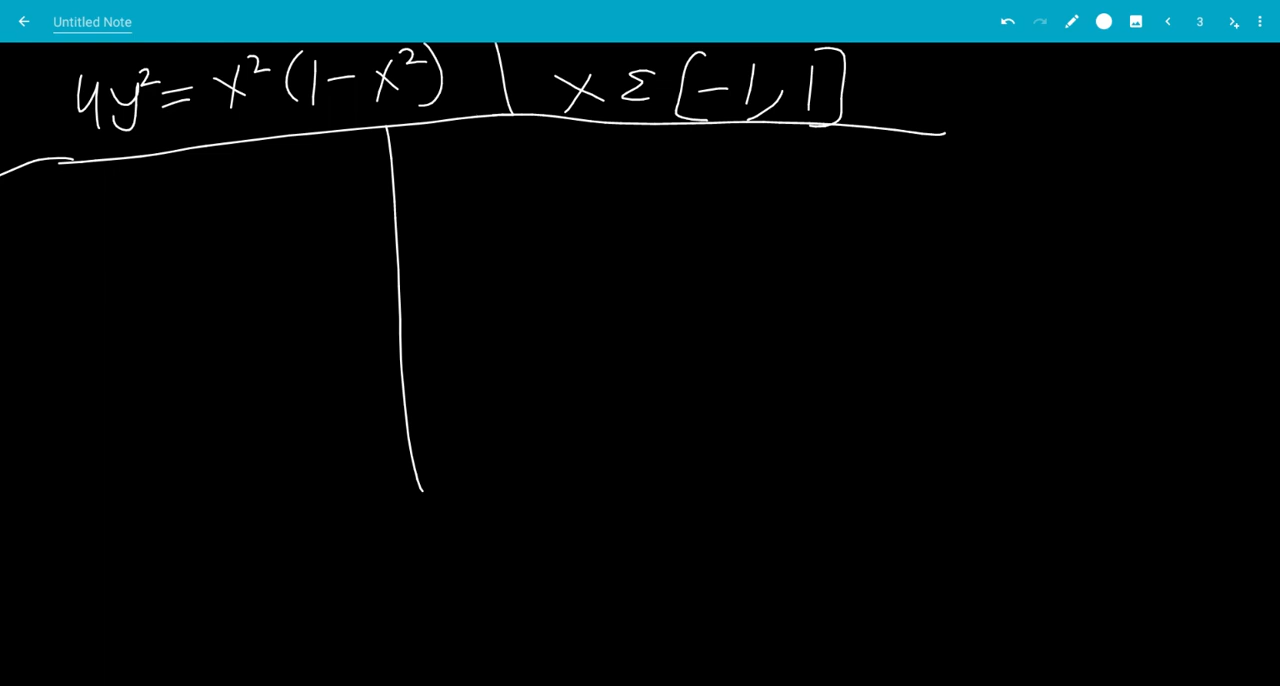 Untitled Note
3
4y² = x² (1 - x²) | x ε [-1, 1]